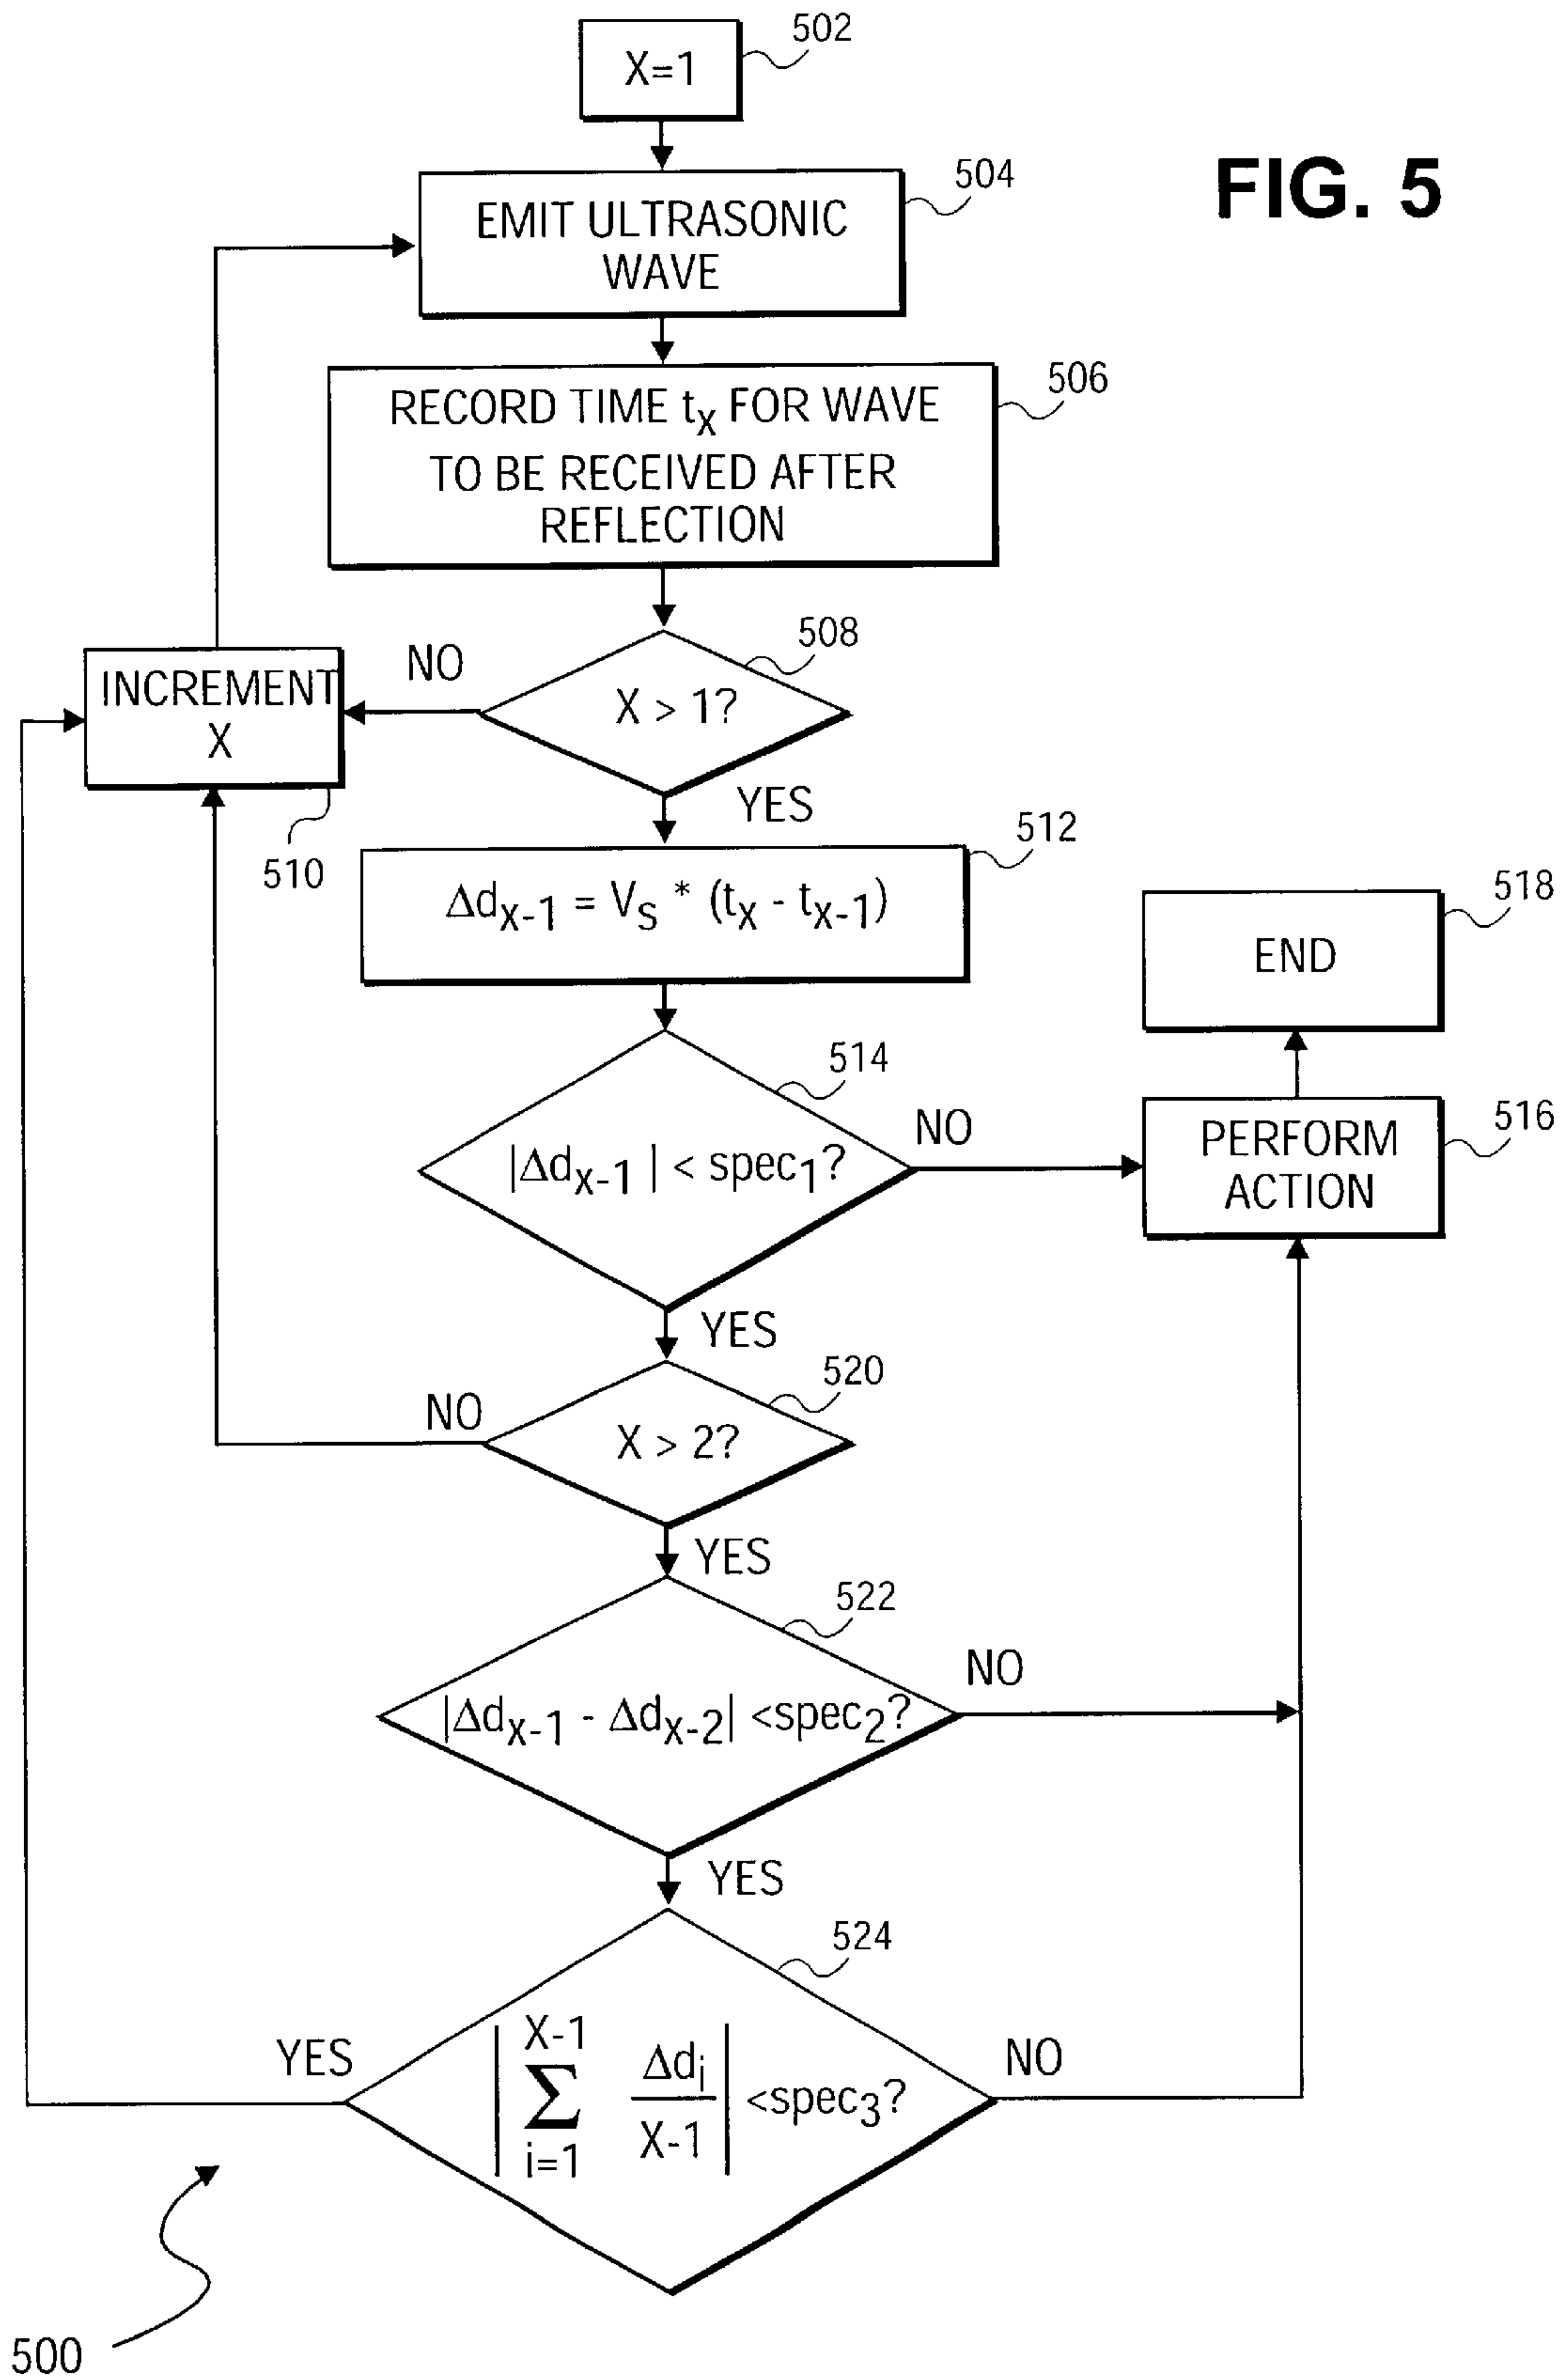 502
X=1
FIG. 5
504
EMIT ULTRASONIC
WAVE
506
RECORD TIME tX FOR WAVE
TO BE RECEIVED AFTER
REFLECTION
508
NO
X > 1?
INCREMENT
X
510
YES
512
Δdx-1 = VS * (tx - tx-1)
518
END
514
NO
|Δdx-1| < spec1?
516
PERFORM
ACTION
YES
520
NO
X > 2?
YES
522
NO
|Δdx-1 - Δdx-2| <spec2?
YES
524
YES
NO
|∑ i=1 X-1 Δdi / X-1| <spec3?
500